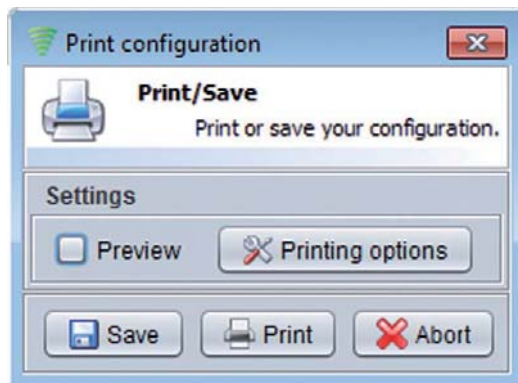 Print configuration
Print/Save
Print or save your configuration.
Settings
Preview
Printing options
Save
Print
Abort